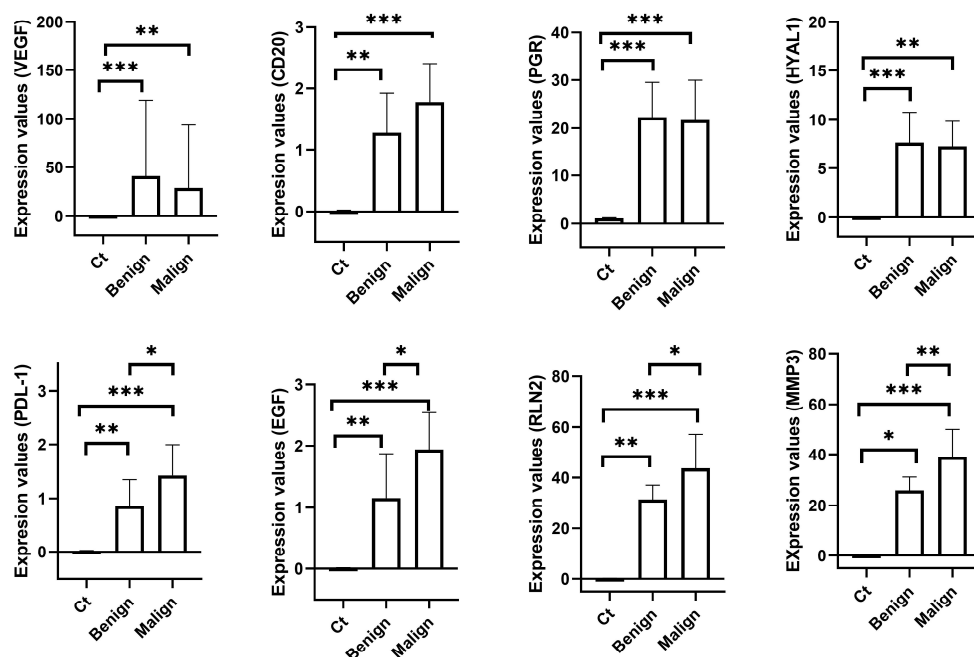 Expression values (VEGF)
200
150
100
50
0
**
***
Ct
Benign
Malign
Expression values (CD20)
3
2
1
0
***
**
Ct
Benign
Malign
Expression values (PGR)
40
30
20
10
0
***
***
Ct
Benign
Malign
Expression values (HYAL1)
20
15
10
5
0
**
***
Ct
Benign
Malign
Expression values (PDL-1)
3
2
1
0
*
***
**
Ct
Benign
Malign
Expression values (EGF)
3
2
1
0
*
***
**
Ct
Benign
Malign
Expression values (RLN2)
80
60
40
20
0
*
***
**
Ct
Benign
Malign
Expression values (MMP3)
80
60
40
20
0
**
***
*
Ct
Benign
Malign